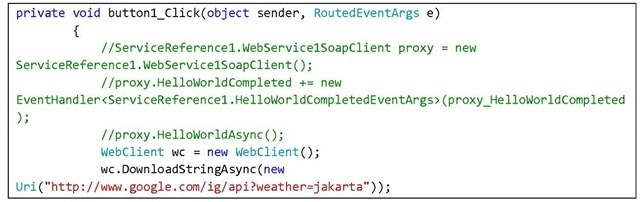 private void button1_Click(object sender, RoutedEventArgs e)
{
//ServiceReference1.WebService1SoapClient proxy = new
ServiceReference1.WebService1SoapClient();
//proxy.HelloWorldCompleted += new
EventHandler<ServiceReference1.HelloWorldCompletedEventArgs>(proxy_HelloWorldCompleted
);
//proxy.HelloWorldAsync();
WebClient wc = new WebClient();
wc.DownloadStringAsync(new
Uri("http://www.google.com/ig/api?weather=jakarta"));